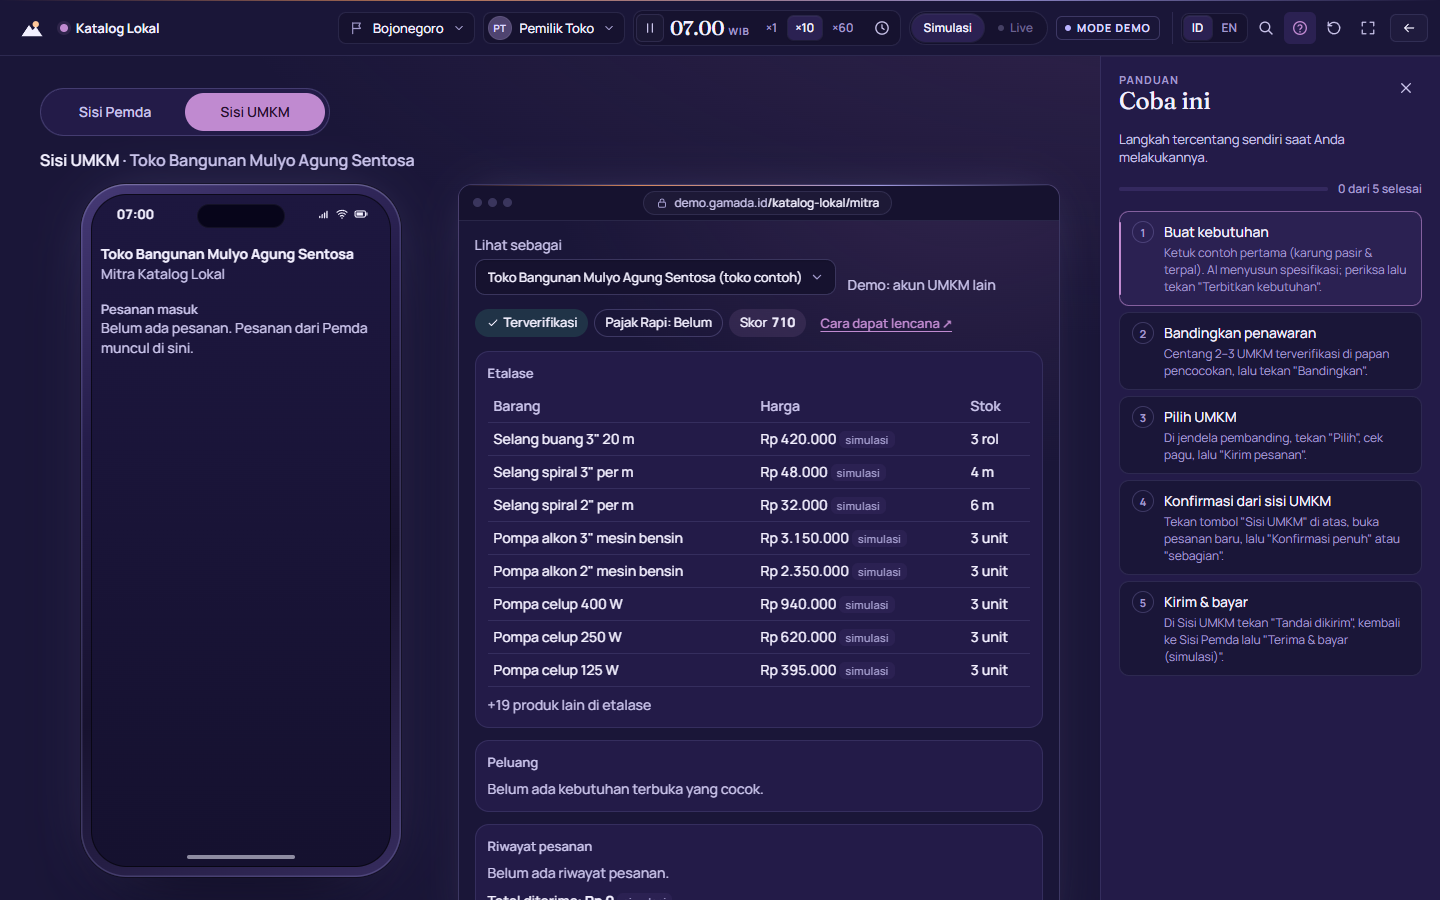 Katalog Lokal
Bojonegoro
PT Pemilik Toko
07.00 WIB
×1 ×10 ×60
Simulasi Live
MODE DEMO
ID EN
Sisi Pemda Sisi UMKM
Sisi UMKM · Toko Bangunan Mulyo Agung Sentosa
07:00
Toko Bangunan Mulyo Agung Sentosa
Mitra Katalog Lokal
Pesanan masuk
Belum ada pesanan. Pesanan dari Pemda
muncul di sini.
demo.gamada.id/katalog-lokal/mitra
Lihat sebagai
Toko Bangunan Mulyo Agung Sentosa (toko contoh)
Demo: akun UMKM lain
✓ Terverifikasi Pajak Rapi: Belum Skor 710 Cara dapat lencana ↗
Etalase
Barang Harga Stok
Selang buang 3" 20 m Rp 420.000 simulasi 3 rol
Selang spiral 3" per m Rp 48.000 simulasi 4 m
Selang spiral 2" per m Rp 32.000 simulasi 6 m
Pompa alkon 3" mesin bensin Rp 3.150.000 simulasi 3 unit
Pompa alkon 2" mesin bensin Rp 2.350.000 simulasi 3 unit
Pompa celup 400 W Rp 940.000 simulasi 3 unit
Pompa celup 250 W Rp 620.000 simulasi 3 unit
Pompa celup 125 W Rp 395.000 simulasi 3 unit
+19 produk lain di etalase
Peluang
Belum ada kebutuhan terbuka yang cocok.
Riwayat pesanan
Belum ada riwayat pesanan.
Total diterima: Rp 0
PANDUAN
Coba ini
Langkah tercentang sendiri saat Anda
melakukannya.
0 dari 5 selesai
1 Buat kebutuhan
Ketuk contoh pertama (karung pasir &
terpal). AI menyusun spesifikasi; periksa lalu
tekan "Terbitkan kebutuhan".
2 Bandingkan penawaran
Centang 2–3 UMKM terverifikasi di papan
pencocokan, lalu tekan "Bandingkan".
3 Pilih UMKM
Di jendela pembanding, tekan "Pilih", cek
pagu, lalu "Kirim pesanan".
4 Konfirmasi dari sisi UMKM
Tekan tombol "Sisi UMKM" di atas, buka
pesanan baru, lalu "Konfirmasi penuh" atau
"sebagian".
5 Kirim & bayar
Di Sisi UMKM tekan "Tandai dikirim", kembali
ke Sisi Pemda lalu "Terima & bayar
(simulasi)".